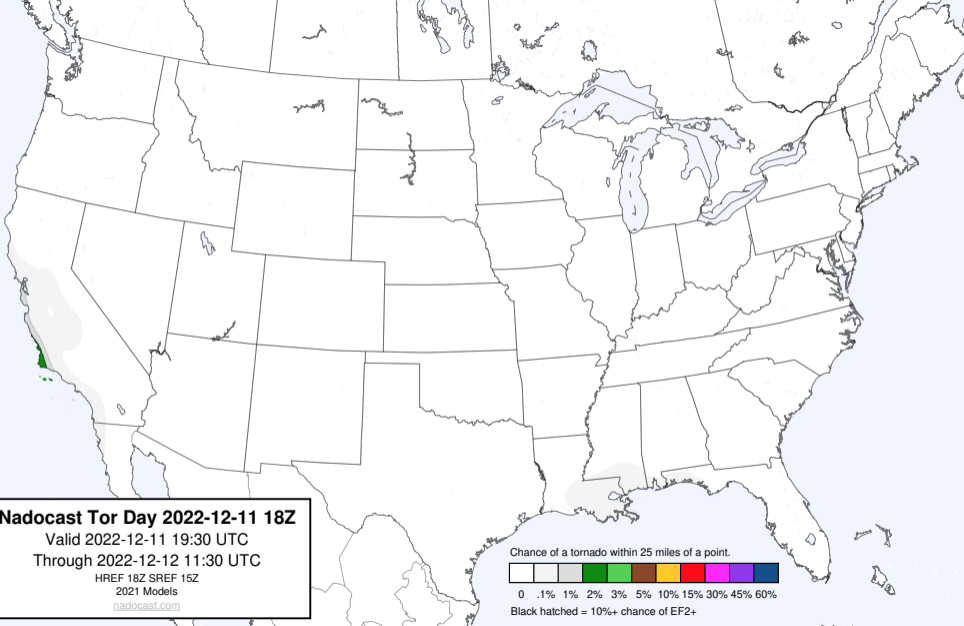 Nadocast Tor Day 2022-12-11 18Z
Valid 2022-12-11 19:30 UTC
Through 2022-12-12 11:30 UTC
HREF 18Z SREF 15Z
2021 Models
nadocast.com
Chance of a tornado within 25 miles of a point.
0 .1% 1% 2% 3% 5% 10% 15% 30% 45% 60%
Black hatched = 10%+ chance of EF2+